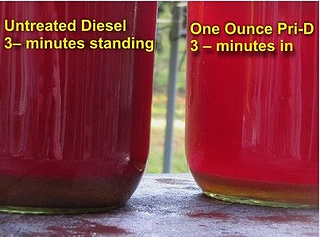 Untreated Diesel
3– minutes standing
One Ounce Pri-D
3 – minutes in